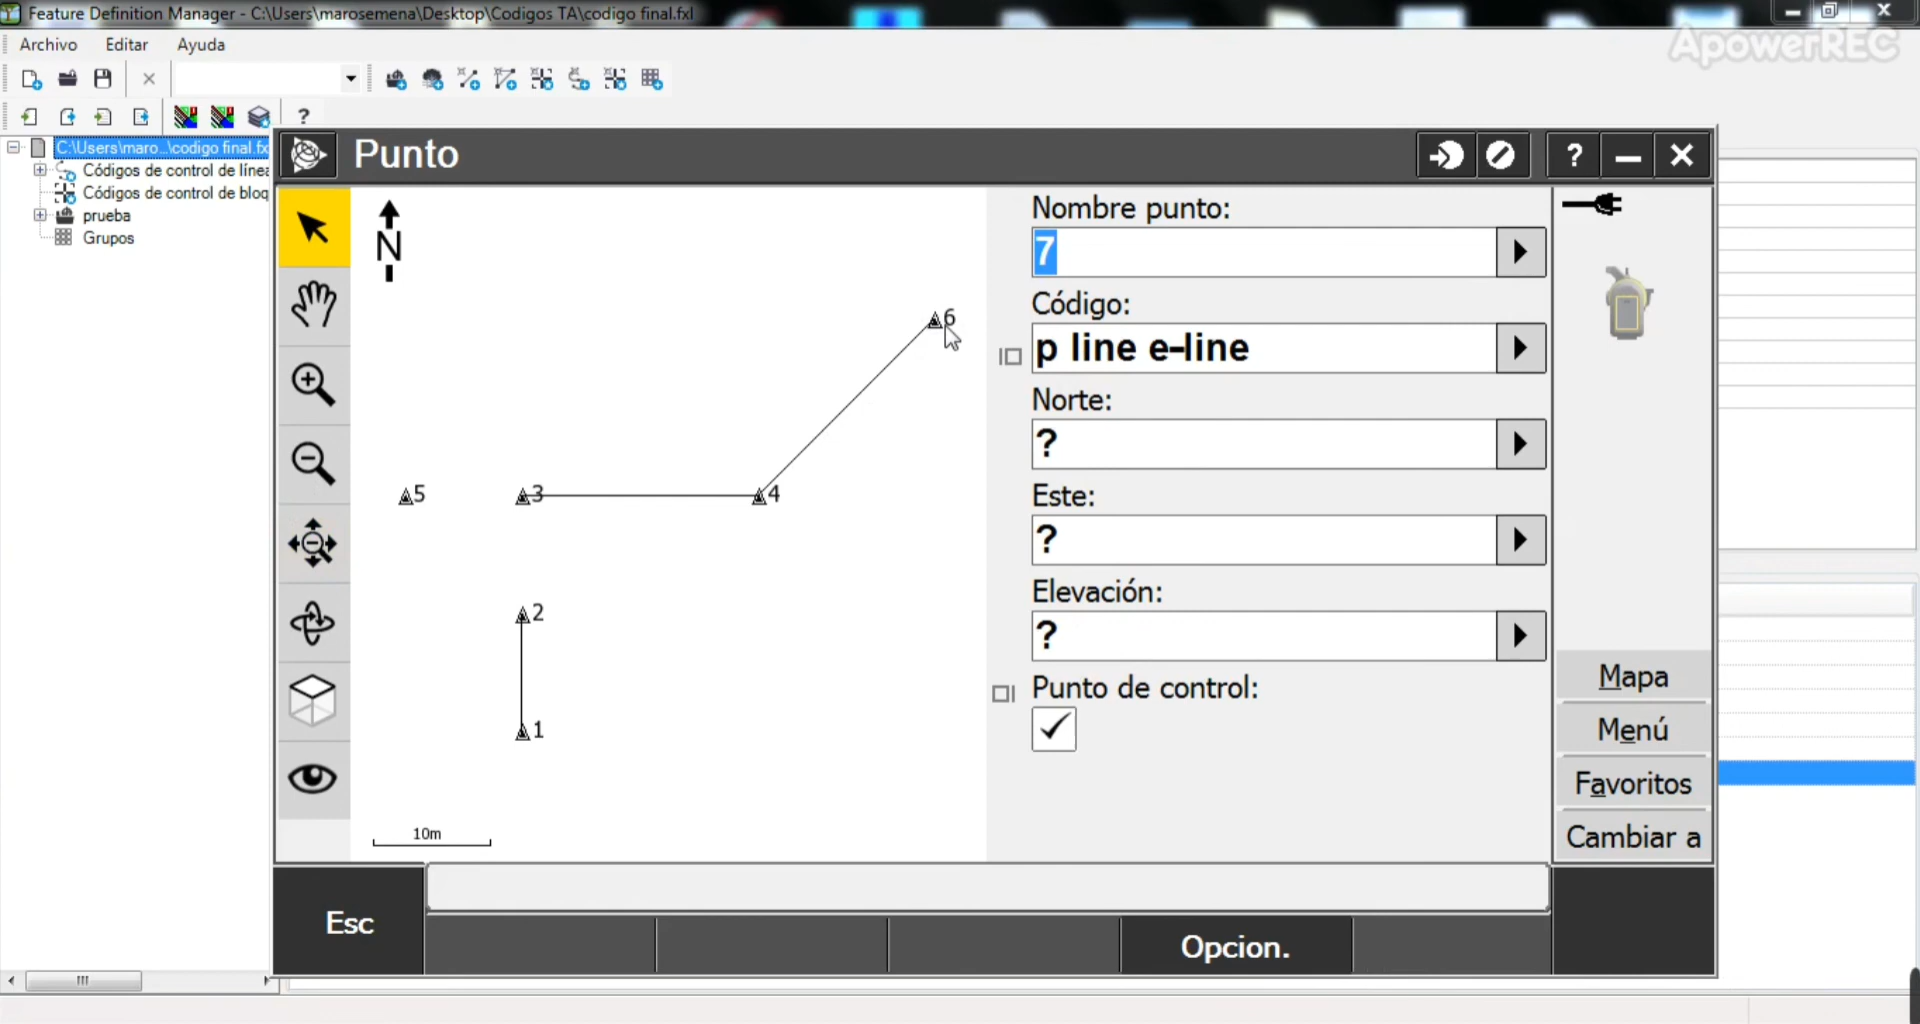 Feature Definition Manager - C:\Users\marosemena\Desktop\Codigos TA\codigo final.fxl
ApowerREC
Archivo Editar Ayuda
?
C:\Users\maro...\codigo final.fx
Códigos de control de línea
Códigos de control de bloq
prueba
Grupos
Punto
?
N
6
5
3
4
2
1
10m
Nombre punto:
7
Código:
p line e-line
Norte:
?
Este:
?
Elevación:
?
Punto de control:
Mapa
Menú
Favoritos
Cambiar a
Esc
Opcion.